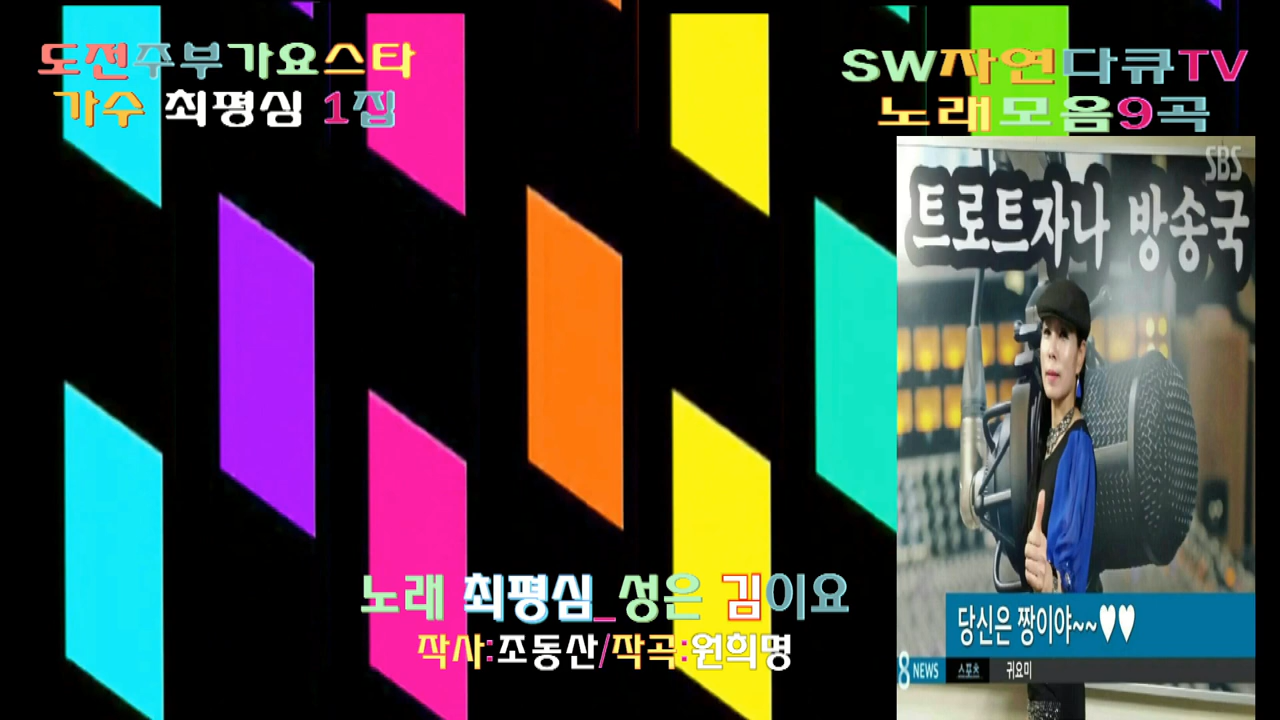 도전주부가요스타
가수 최평심 1집
SW자연다큐TV
노래모음9곡
SBS
트로트자나 방송국
노래 최평심_성은 김이요
작사:조동산/작곡:원희명
당신은 짱이야~~♥♥
8 NEWS 스포츠 귀요미